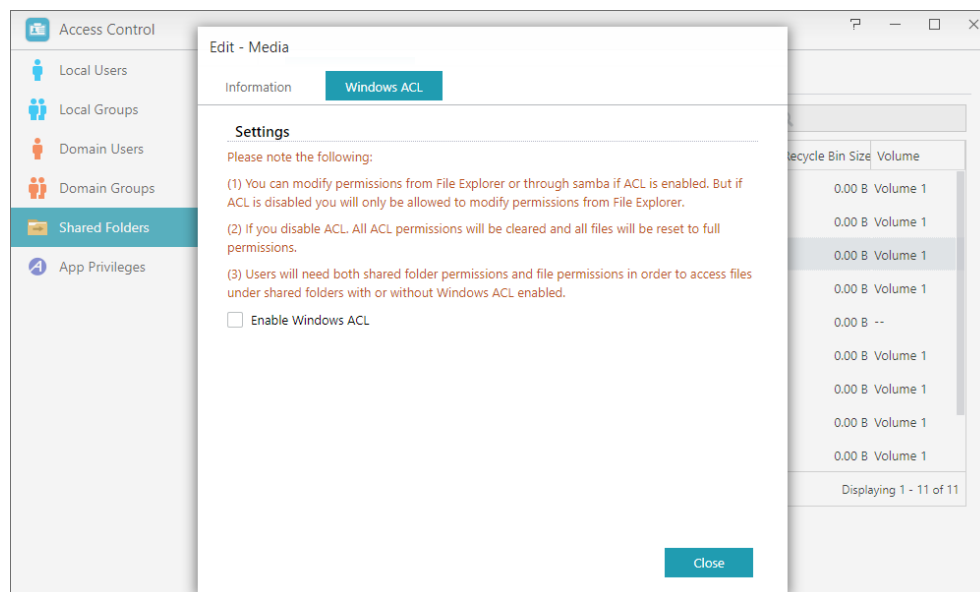 Access Control
Local Users
Local Groups
Domain Users
Domain Groups
Shared Folders
App Privileges
Edit - Media
Information
Windows ACL
Settings
Please note the following:
(1) You can modify permissions from File Explorer or through samba if ACL is enabled. But if
ACL is disabled you will only be allowed to modify permissions from File Explorer.
(2) If you disable ACL. All ACL permissions will be cleared and all files will be reset to full
permissions.
(3) Users will need both shared folder permissions and file permissions in order to access files
under shared folders with or without Windows ACL enabled.
Enable Windows ACL
Close
Recycle Bin Size Volume
0.00 B Volume 1
0.00 B Volume 1
0.00 B Volume 1
0.00 B Volume 1
0.00 B --
0.00 B Volume 1
0.00 B Volume 1
0.00 B Volume 1
0.00 B Volume 1
Displaying 1 - 11 of 11